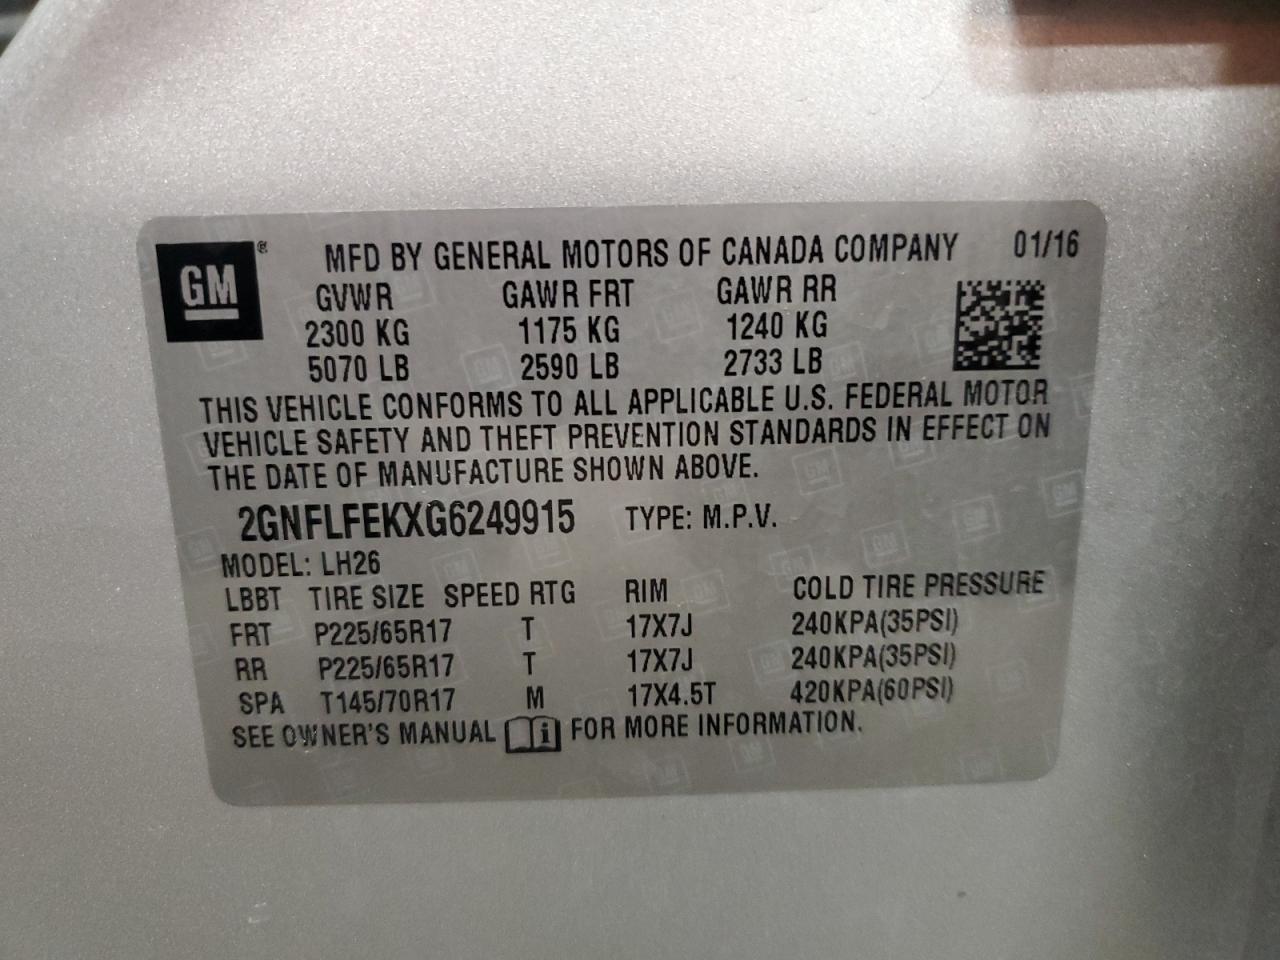 GM ® MFD BY GENERAL MOTORS OF CANADA COMPANY 01/16
GVWR GAWR FRT GAWR RR
2300 KG 1175 KG 1240 KG
5070 LB 2590 LB 2733 LB
THIS VEHICLE CONFORMS TO ALL APPLICABLE U.S. FEDERAL MOTOR
VEHICLE SAFETY AND THEFT PREVENTION STANDARDS IN EFFECT ON
THE DATE OF MANUFACTURE SHOWN ABOVE.
2GNFLFEKXG6249915 TYPE: M.P.V.
MODEL: LH26
LBBT TIRE SIZE SPEED RTG RIM COLD TIRE PRESSURE
FRT P225/65R17 T 17X7J 240KPA(35PSI)
RR P225/65R17 T 17X7J 240KPA(35PSI)
SPA T145/70R17 M 17X4.5T 420KPA(60PSI)
SEE OWNER'S MANUAL i FOR MORE INFORMATION.